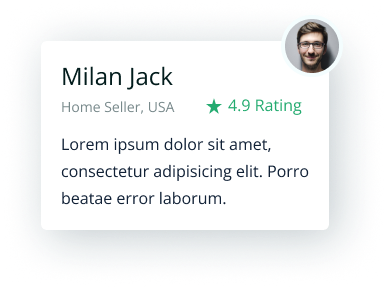 Milan Jack
Home Seller, USA
4.9 Rating
Lorem ipsum dolor sit amet,
consectetur adipisicing elit. Porro
beatae error laborum.